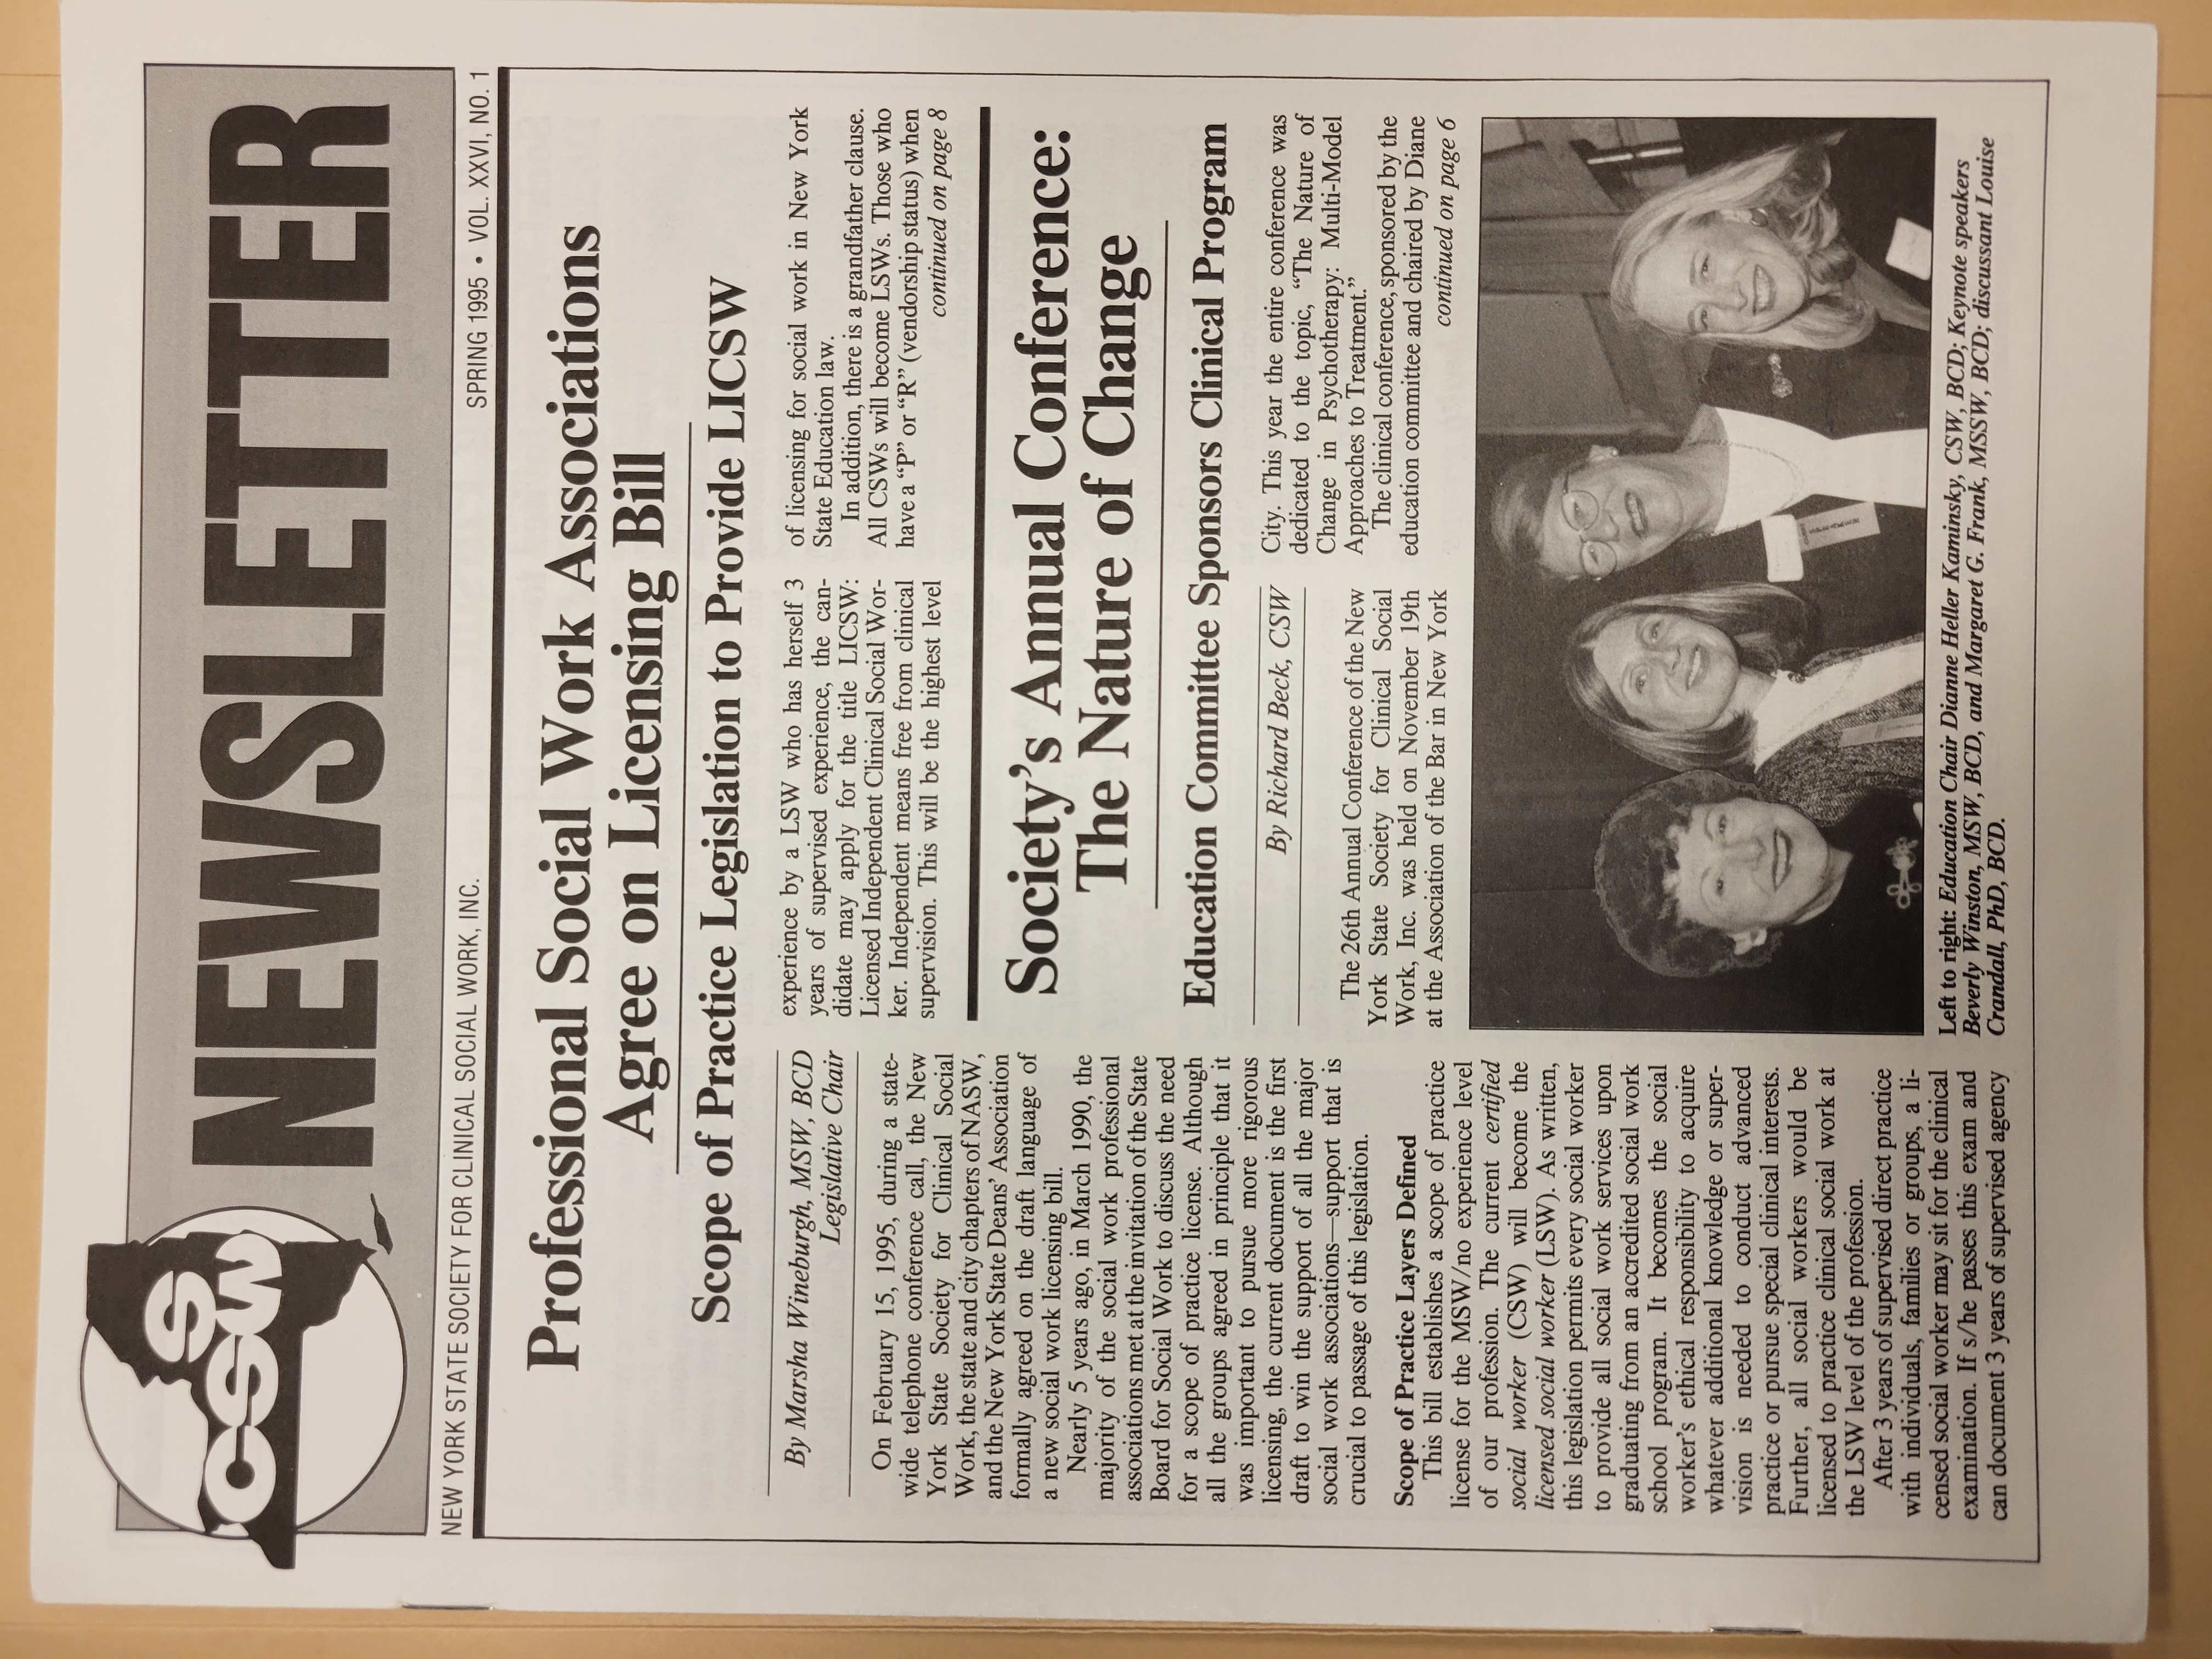 S
CSW
NEWSLETTER
NEW YORK STATE SOCIETY FOR CLINICAL SOCIAL WORK, INC.
SPRING 1995 • VOL. XXVI, NO. 1
Professional Social Work Associations
Agree on Licensing Bill
Scope of Practice Legislation to Provide LICSW
By Marsha Wineburgh, MSW, BCD
Legislative Chair
On February 15, 1995, during a state-
wide telephone conference call, the New
York State Society for Clinical Social
Work, the state and city chapters of NASW,
and the New York State Deans’ Association
formally agreed on the draft language of
a new social work licensing bill.
Nearly 5 years ago, in March 1990, the
majority of the social work professional
associations met at the invitation of the State
Board for Social Work to discuss the need
for a scope of practice license. Although
all the groups agreed in principle that it
was important to pursue more rigorous
licensing, the current document is the first
draft to win the support of all the major
social work associations—support that is
crucial to passage of this legislation.
Scope of Practice Layers Defined
This bill establishes a scope of practice
license for the MSW/no experience level
of our profession. The current certified
social worker (CSW) will become the
licensed social worker (LSW). As written,
this legislation permits every social worker
to provide all social work services upon
graduating from an accredited social work
school program. It becomes the social
worker’s ethical responsibility to acquire
whatever additional knowledge or super-
vision is needed to conduct advanced
practice or pursue special clinical interests.
Further, all social workers would be
licensed to practice clinical social work at
the LSW level of the profession.
After 3 years of supervised direct practice
with individuals, families or groups, a li-
censed social worker may sit for the clinical
examination. If s/he passes this exam and
can document 3 years of supervised agency
experience by a LSW who has herself 3
years of supervised experience, the can-
didate may apply for the title LICSW:
Licensed Independent Clinical Social Wor-
ker. Independent means free from clinical
supervision. This will be the highest level
of licensing for social work in New York
State Education law.
In addition, there is a grandfather clause.
All CSWs will become LSWs. Those who
have a “P” or “R” (vendorship status) when
continued on page 8
Society’s Annual Conference:
The Nature of Change
Education Committee Sponsors Clinical Program
By Richard Beck, CSW
The 26th Annual Conference of the New
York State Society for Clinical Social
Work, Inc. was held on November 19th
at the Association of the Bar in New York
City. This year the entire conference was
dedicated to the topic, “The Nature of
Change in Psychotherapy: Multi-Model
Approaches to Treatment.”
The clinical conference, sponsored by the
education committee and chaired by Diane
continued on page 6
Left to right: Education Chair Dianne Heller Kaminsky, CSW, BCD; Keynote speakers
Beverly Winston, MSW, BCD, and Margaret G. Frank, MSSW, BCD; discussant Louise
Crandall, PhD, BCD.